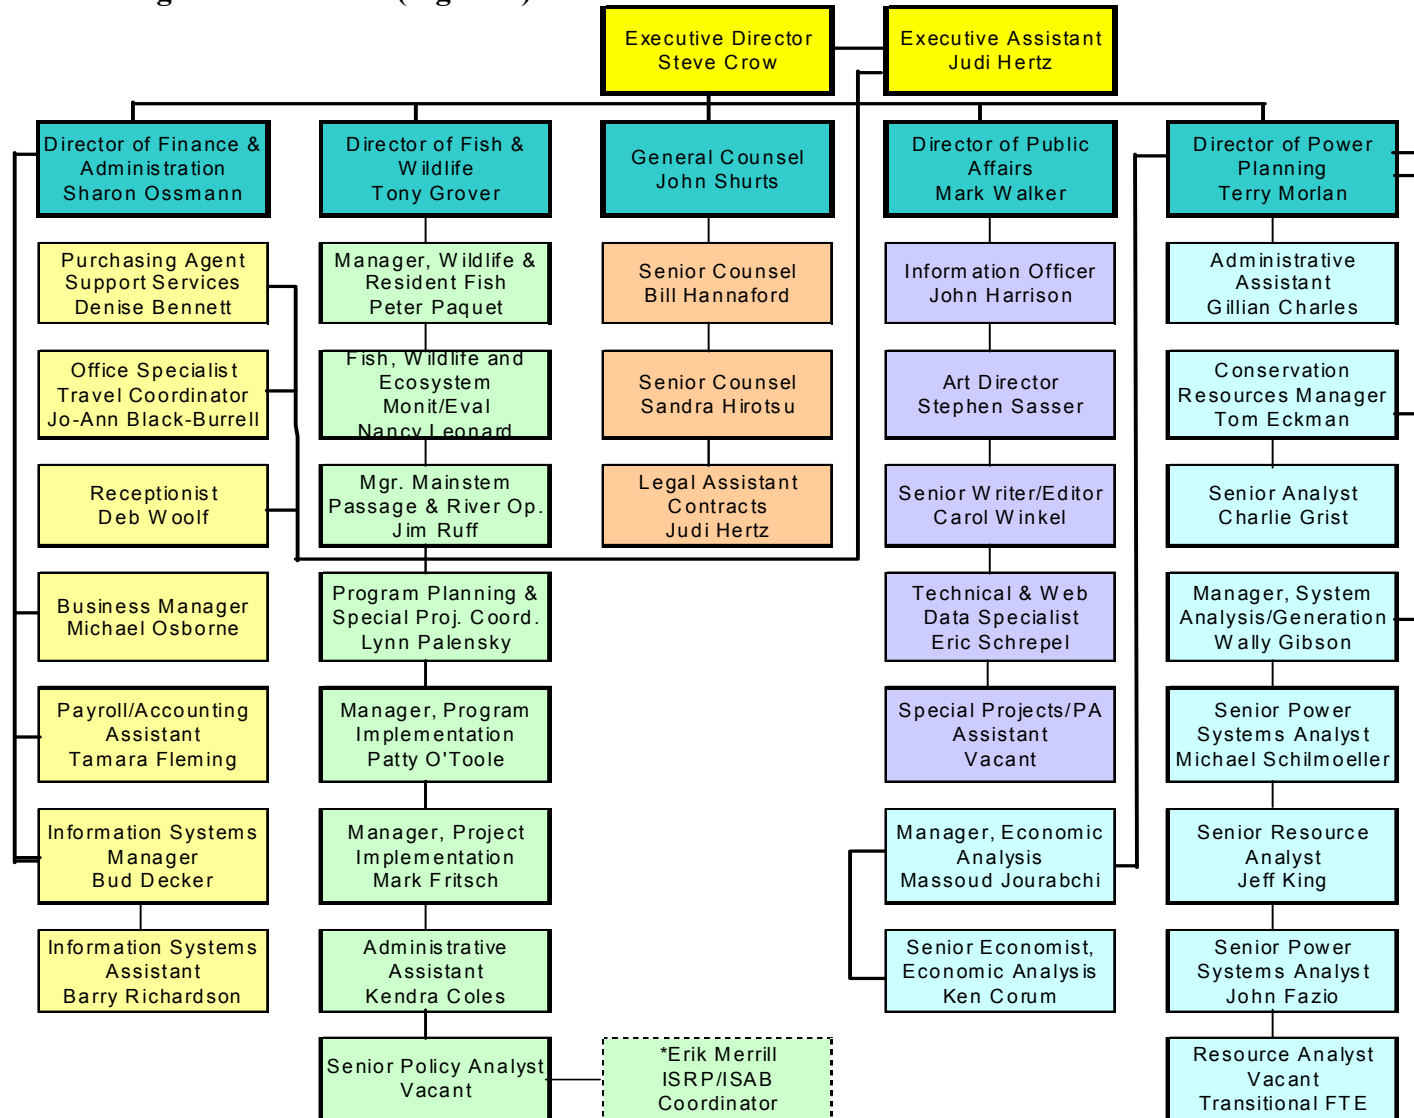 Executive Director
Steve Crow
Executive Assistant
Judi Hertz
Director of Finance &
Administration
Sharon Ossmann
Director of Fish &
Wildlife
Tony Grover
General Counsel
John Shurts
Director of Public
Affairs
Mark Walker
Director of Power
Planning
Terry Morlan
Purchasing Agent
Support Services
Denise Bennett
Manager, Wildlife &
Resident Fish
Peter Paquet
Senior Counsel
Bill Hannaford
Information Officer
John Harrison
Administrative
Assistant
Gillian Charles
Office Specialist
Travel Coordinator
Jo-Ann Black-Burrell
Fish, Wildlife and
Ecosystem
Monit/Eval
Nancy Leonard
Senior Counsel
Sandra Hirotsu
Art Director
Stephen Sasser
Conservation
Resources Manager
Tom Eckman
Receptionist
Deb Woolf
Mgr. Mainstem
Passage & River Op.
Jim Ruff
Legal Assistant
Contracts
Judi Hertz
Senior Writer/Editor
Carol Winkel
Senior Analyst
Charlie Grist
Business Manager
Michael Osborne
Program Planning &
Special Proj. Coord.
Lynn Palensky
Technical & Web
Data Specialist
Eric Schrepel
Manager, System
Analysis/Generation
Wally Gibson
Payroll/Accounting
Assistant
Tamara Fleming
Manager, Program
Implementation
Patty O'Toole
Special Projects/PA
Assistant
Vacant
Senior Power
Systems Analyst
Michael Schilmoeller
Information Systems
Manager
Bud Decker
Manager, Project
Implementation
Mark Fritsch
Manager, Economic
Analysis
Massoud Jourabchi
Senior Resource
Analyst
Jeff King
Information Systems
Assistant
Barry Richardson
Administrative
Assistant
Kendra Coles
Senior Economist,
Economic Analysis
Ken Corum
Senior Power
Systems Analyst
John Fazio
Senior Policy Analyst
Vacant
*Erik Merrill
ISRP/ISAB
Coordinator
Resource Analyst
Vacant
Transitional FTE